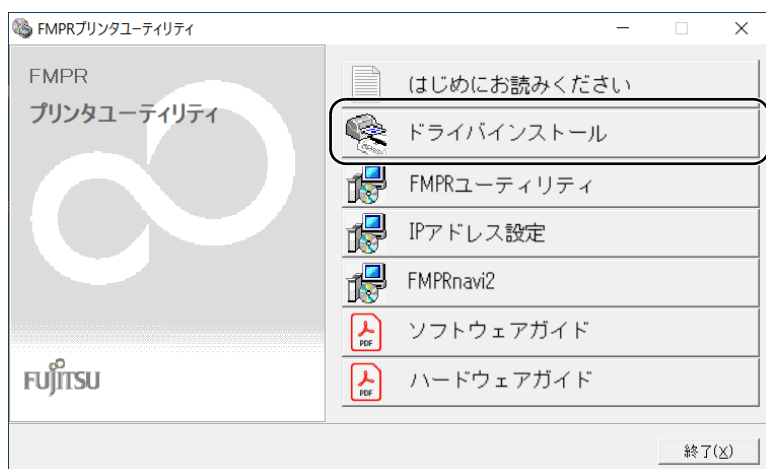 FMPRプリンタユーティリティ
FMPR
プリンタユーティリティ
はじめにお読みください
ドライバインストール
FMPRユーティリティ
IPアドレス設定
FMPRnavi2
PDF
ソフトウェアガイド
PDF
ハードウェアガイド
FUJITSU
終了(X)